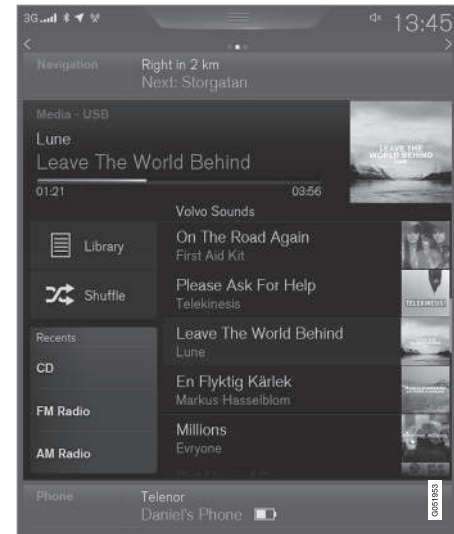 3G
13:45
Navigation
Right in 2 km
Next: Storgatan
Media - USB
Lune
Leave The World Behind
LEAVE THE
WORLD BEHIND
01:21
03:56
Volvo Sounds
Library
Shuffle
On The Road Again
First Aid Kit
Please Ask For Help
Telekinesis
TELEKINESIS!
Leave The World Behind
Lune
En Flyktig Kärlek
Markus Hasselblom
Millions
Evryone
Recents
CD
FM Radio
AM Radio
Phone
Telenor
Daniel's Phone
G051953